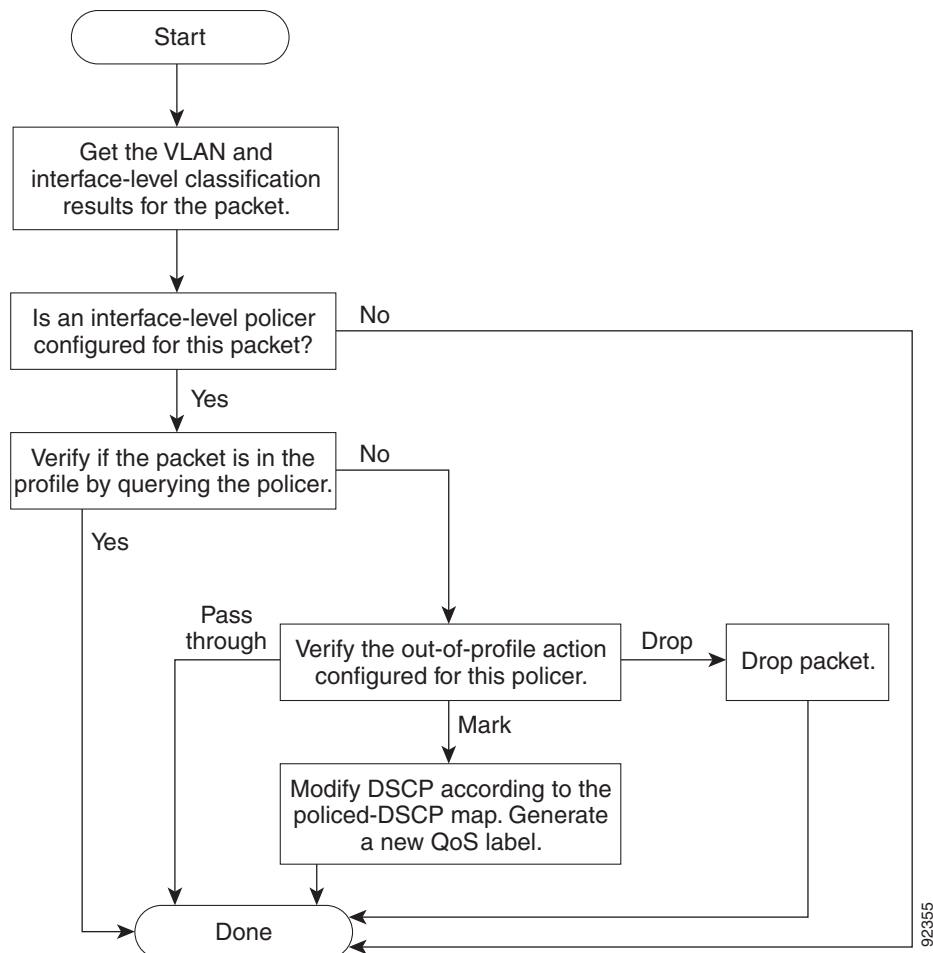 Start
Get the VLAN and
interface-level classification
results for the packet.
Is an interface-level policer
configured for this packet?
No
Yes
Verify if the packet is in the
profile by querying the policer.
No
Yes
Pass
through
Verify the out-of-profile action
configured for this policer.
Drop
Drop packet.
Mark
Modify DSCP according to the
policed-DSCP map. Generate
a new QoS label.
Done
92355